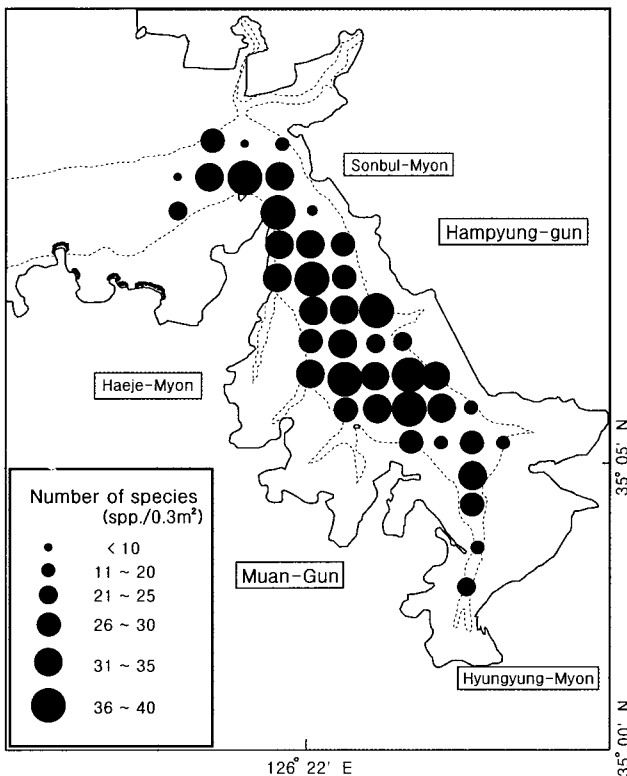 Sonbul-Myon
Hampyung-gun
Haeje-Myon
35° 05' N
Number of species
(spp./0.3m²)
< 10
11 ~ 20
21 ~ 25
26 ~ 30
31 ~ 35
36 ~ 40
Muan-Gun
Hyungyung-Myon
35° 00' N
126° 22' E